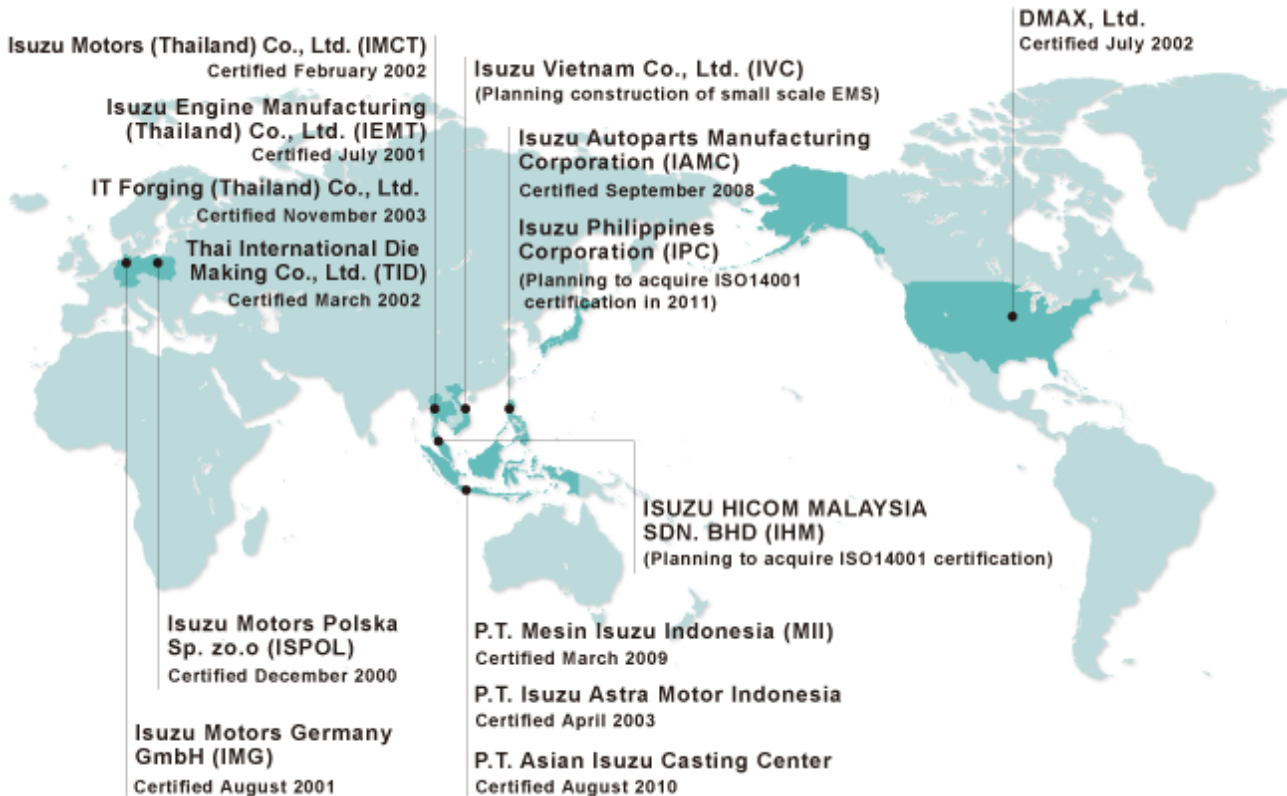 Isuzu Motors (Thailand) Co., Ltd. (IMCT)
Certified February 2002
Isuzu Engine Manufacturing
(Thailand) Co., Ltd. (IEMT)
Certified July 2001
IT Forging (Thailand) Co., Ltd.
Certified November 2003
Thai International Die
Making Co., Ltd. (TID)
Certified March 2002
Isuzu Vietnam Co., Ltd. (IVC)
(Planning construction of small scale EMS)
Isuzu Autoparts Manufacturing
Corporation (IAMC)
Certified September 2008
Isuzu Philippines
Corporation (IPC)
(Planning to acquire ISO14001
certification in 2011)
DMAX, Ltd.
Certified July 2002
ISUZU HICOM MALAYSIA
SDN. BHD (IHM)
(Planning to acquire ISO14001 certification)
Isuzu Motors Polska
Sp. zo.o (ISPOL)
Certified December 2000
Isuzu Motors Germany
GmbH (IMG)
Certified August 2001
P.T. Mesin Isuzu Indonesia (MII)
Certified March 2009
P.T. Isuzu Astra Motor Indonesia
Certified April 2003
P.T. Asian Isuzu Casting Center
Certified August 2010